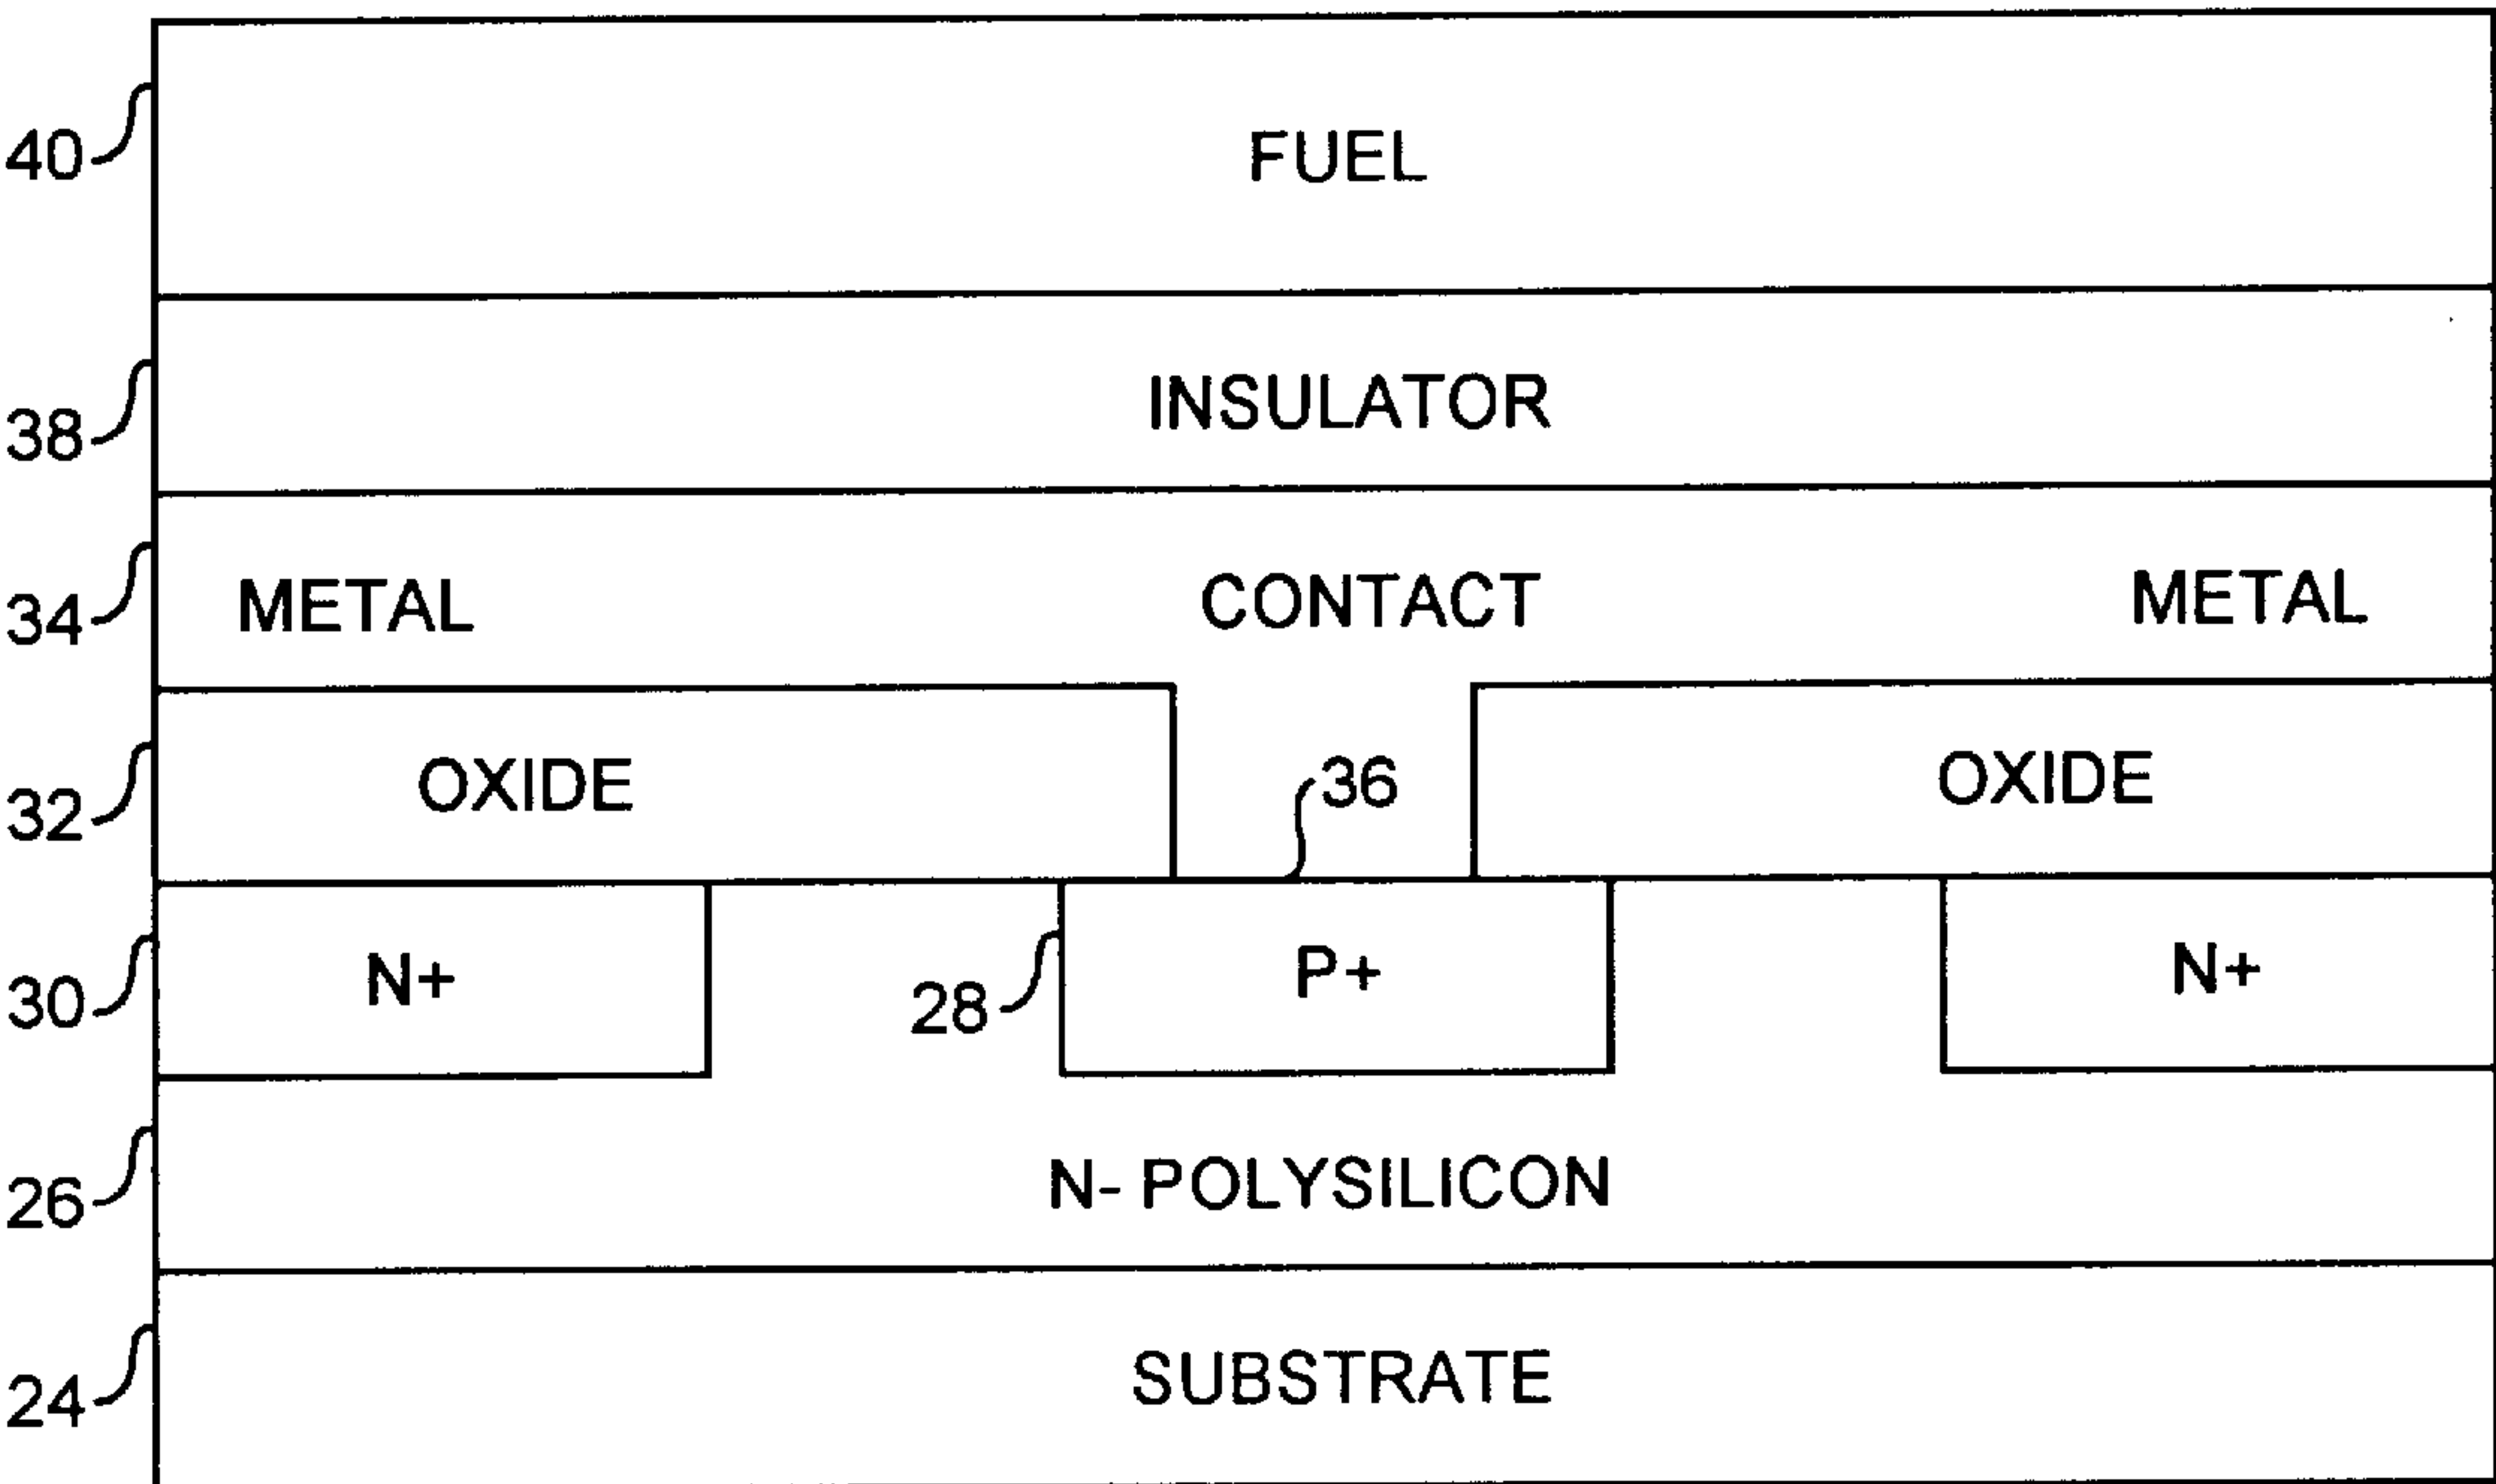 FUEL
40
INSULATOR
38
METAL CONTACT METAL
34
OXIDE 36 OXIDE
32
N+ P+ N+
30 28
N- POLYSILICON
26
SUBSTRATE
24